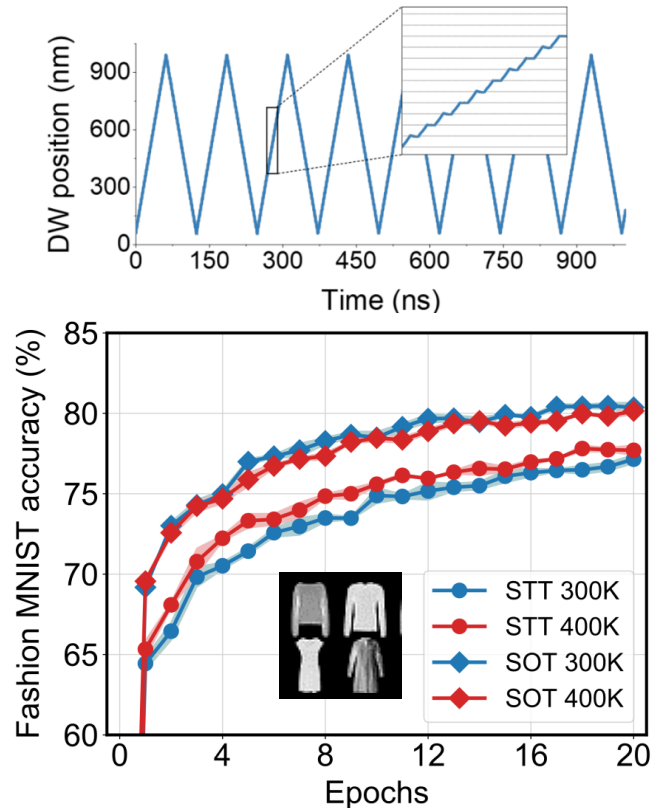 DW position (nm)
900
600
300
0
0 150 300 450 600 750 900
Time (ns)
Fashion MNIST accuracy (%)
85
80
75
70
65
60
STT 300K
STT 400K
SOT 300K
SOT 400K
0 4 8 12 16 20
Epochs